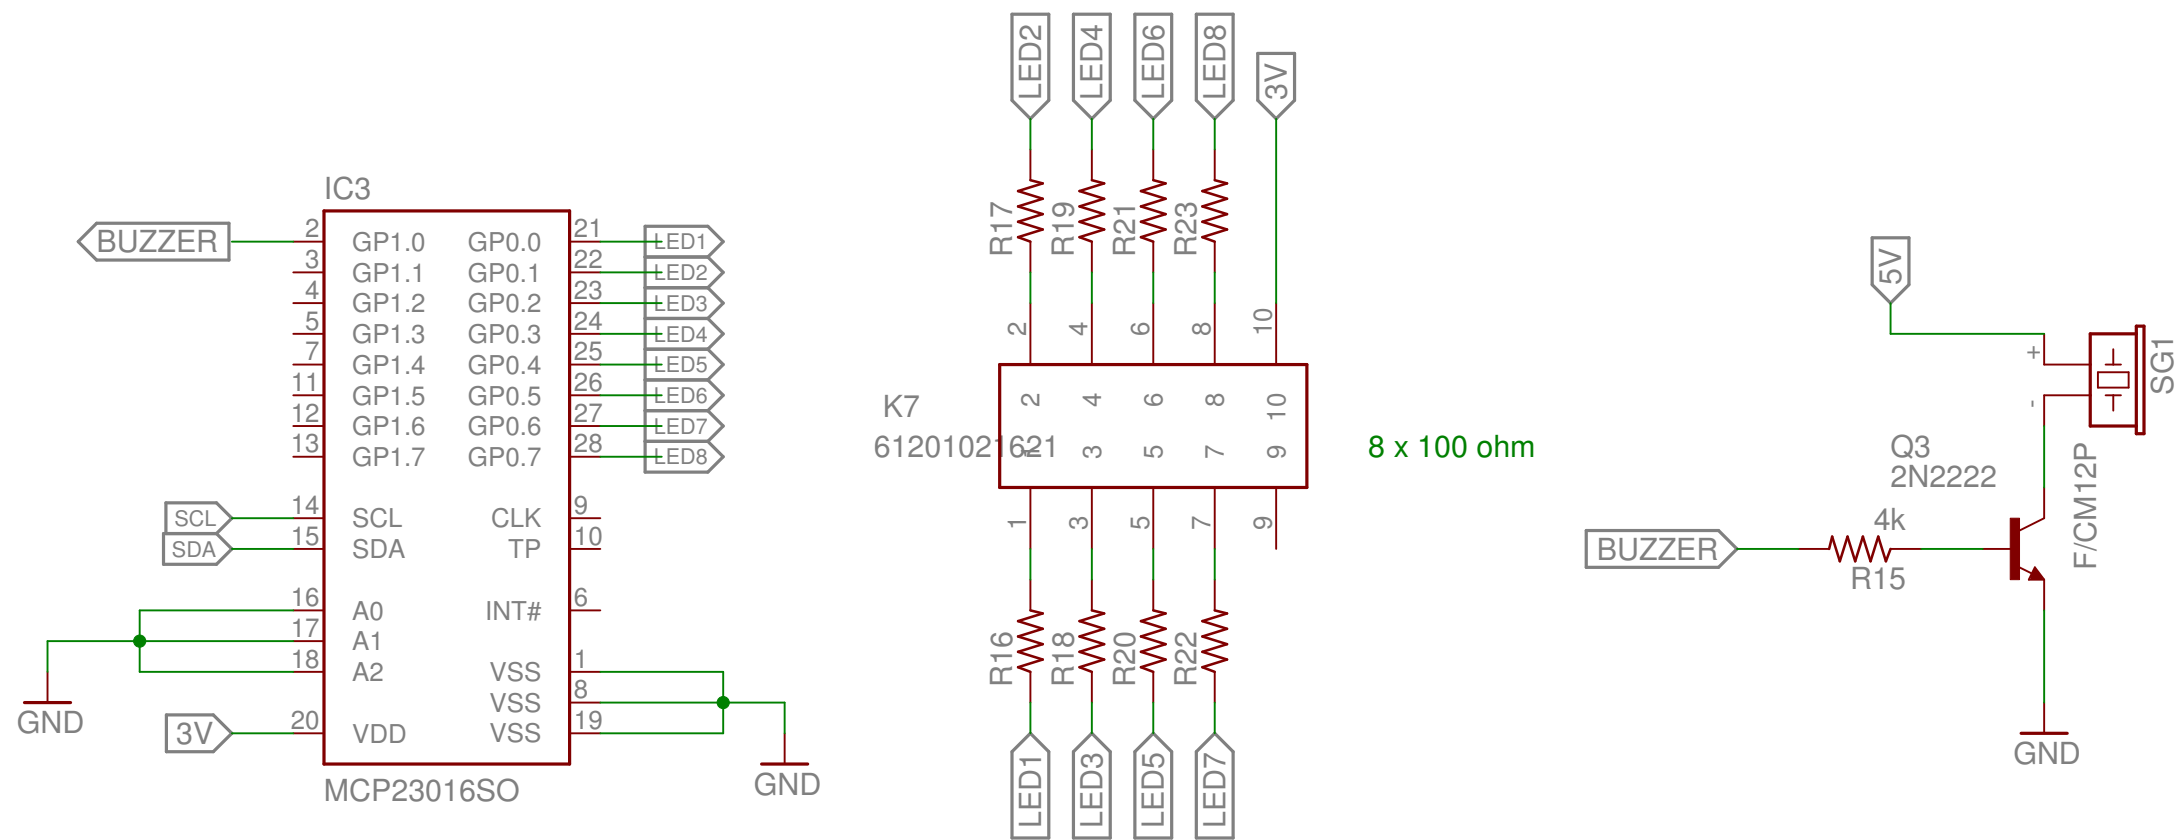 IC3
BUZZER
2 GP1.0 GP0.0 21 LED1
3 GP1.1 GP0.1 22 LED2
4 GP1.2 GP0.2 23 LED3
5 GP1.3 GP0.3 24 LED4
7 GP1.4 GP0.4 25 LED5
11 GP1.5 GP0.5 26 LED6
12 GP1.6 GP0.6 27 LED7
13 GP1.7 GP0.7 28 LED8
SCL 14 SCL CLK 9
SDA 15 SDA TP 10
16 A0 INT# 6
17 A1
18 A2 VSS 1
VSS 8
3V 20 VDD VSS 19
GND
GND
MCP23016SO
LED2 LED4 LED6 LED8 3V
R17 R19 R21 R23
2 4 6 8 10
2 4 6 8 10
K7
61201021621
1 3 5 7 9
1 3 5 7 9
R16 R18 R20 R22
LED1 LED3 LED5 LED7
8 x 100 ohm
5V
+
-
SG1
F/CM12P
Q3
2N2222
BUZZER
4k
R15
GND